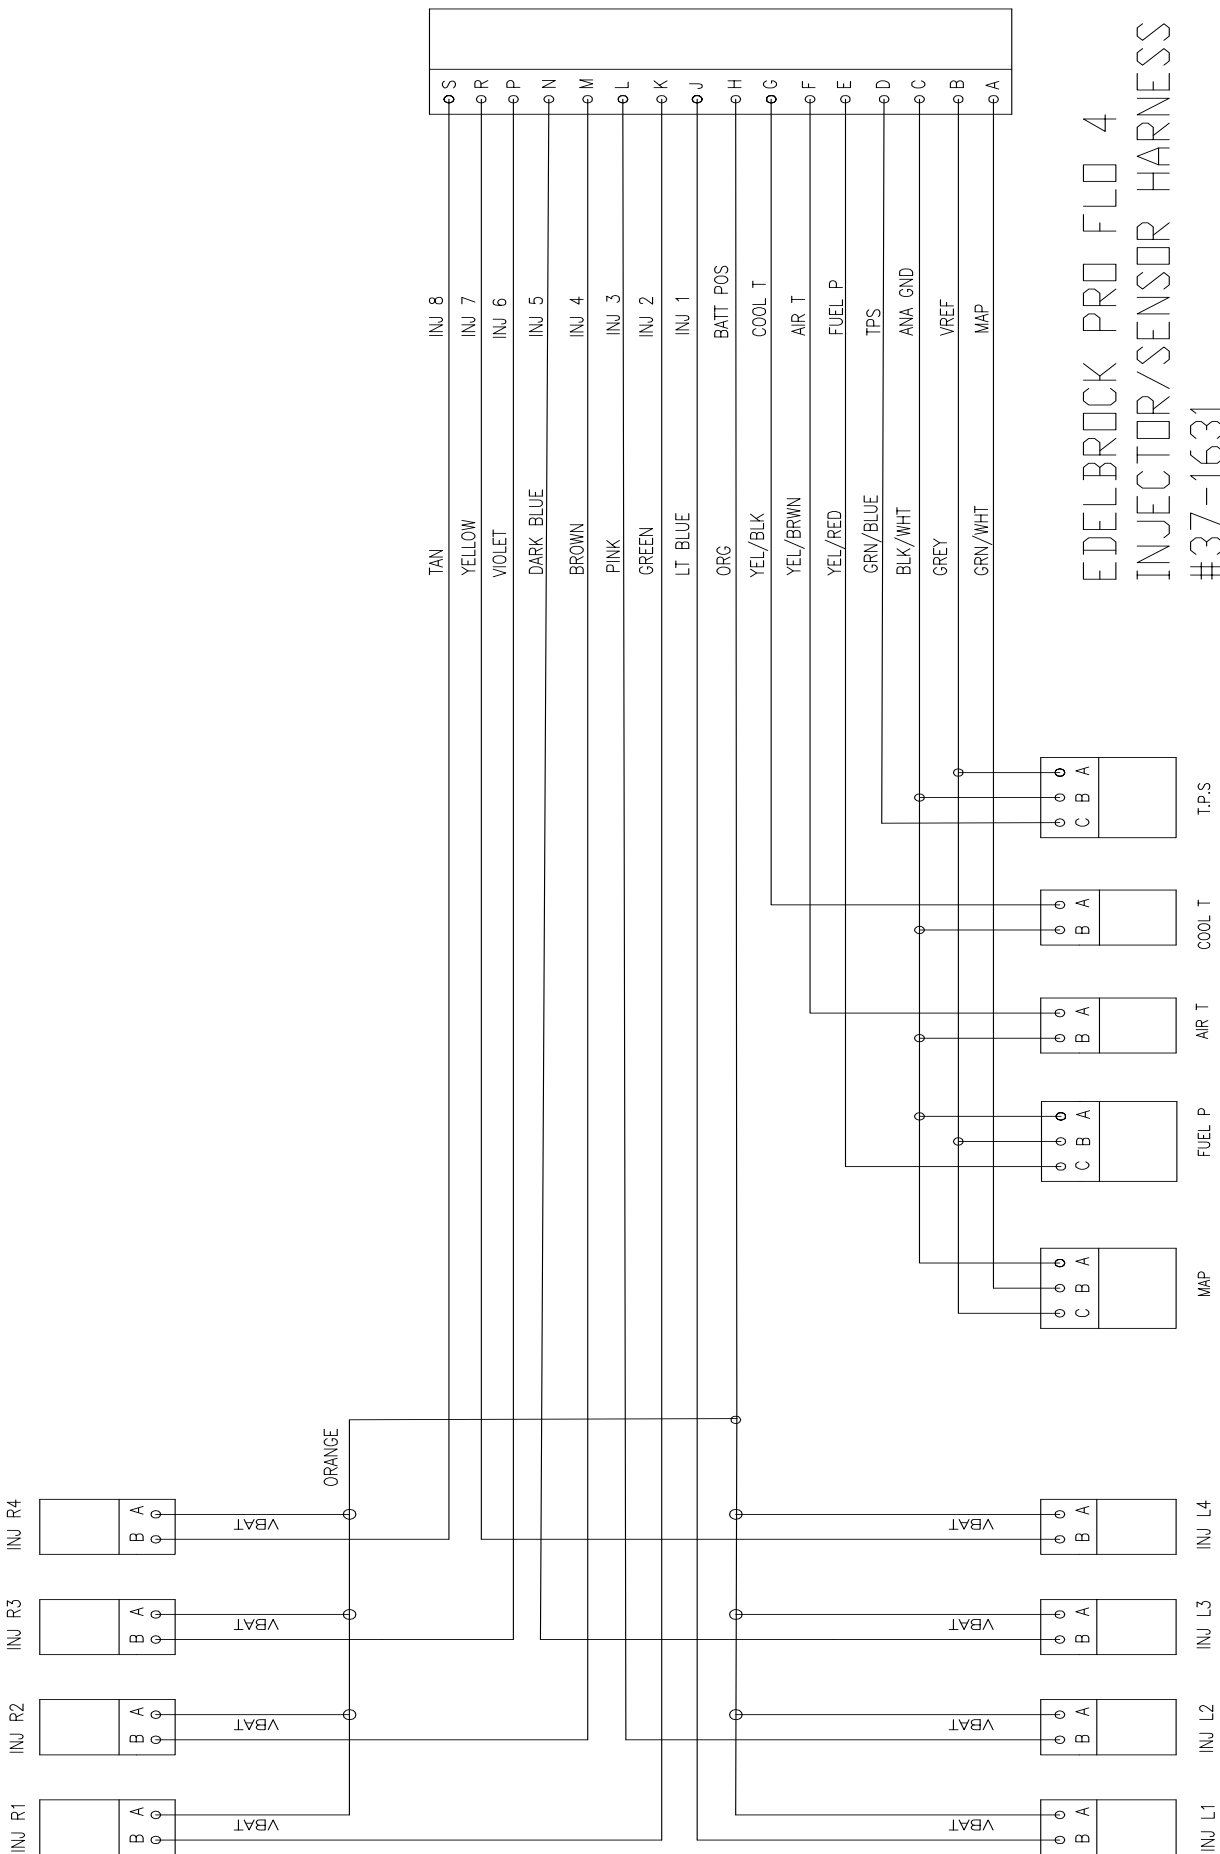 EDELBROCK PRO FLO 4
INJECTOR/SENSOR HARNESS
#37-1631
S
R
P
N
M
L
K
J
H
G
F
E
D
C
B
A
INJ 8
INJ 7
INJ 6
INJ 5
INJ 4
INJ 3
INJ 2
INJ 1
BATT POS
COOL T
AIR T
FUEL P
TPS
ANA GND
VREF
MAP
TAN
YELLOW
VIOLET
DARK BLUE
BROWN
PINK
GREEN
LT BLUE
ORG
YEL/BLK
YEL/BRWN
YEL/RED
GRN/BLUE
BLK/WHT
GREY
GRN/WHT
A
B
C
T.P.S
A
B
COOL T
A
B
AIR T
A
B
C
FUEL P
A
B
C
MAP
ORANGE
INJ R4
A
B
VBAT
INJ R3
A
B
VBAT
INJ R2
A
B
VBAT
INJ R1
A
B
VBAT
VBAT
A
B
INJ L4
VBAT
A
B
INJ L3
VBAT
A
B
INJ L2
VBAT
A
B
INJ L1